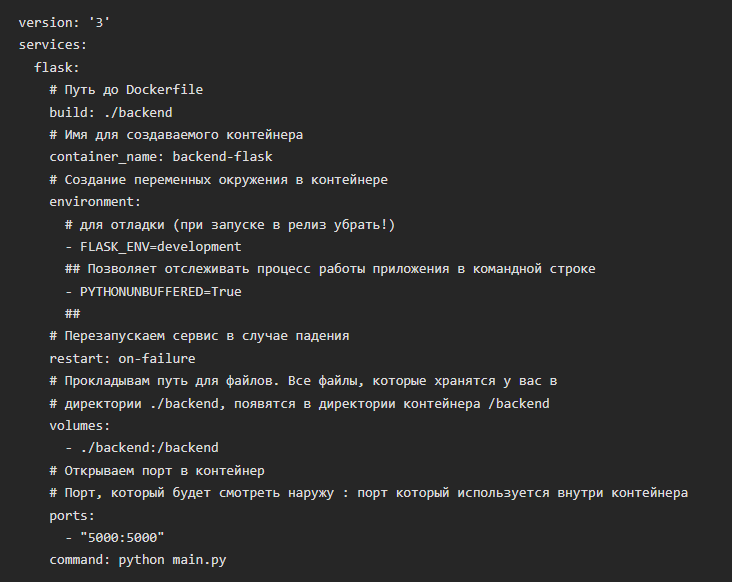 version: '3'
services:
  flask:
    # Путь до Dockerfile
    build: ./backend
    # Имя для создаваемого контейнера
    container_name: backend-flask
    # Создание переменных окружения в контейнере
    environment:
      # для отладки (при запуске в релиз убрать!)
      - FLASK_ENV=development
      ## Позволяет отслеживать процесс работы приложения в командной строке
      - PYTHONUNBUFFERED=True
      ##
    # Перезапускаем сервис в случае падения
    restart: on-failure
    # Прокладывам путь для файлов. Все файлы, которые хранятся у вас в
    # директории ./backend, появятся в директории контейнера /backend
    volumes:
      - ./backend:/backend
    # Открываем порт в контейнер
    # Порт, который будет смотреть наружу : порт который используется внутри контейнера
    ports:
      - "5000:5000"
    command: python main.py